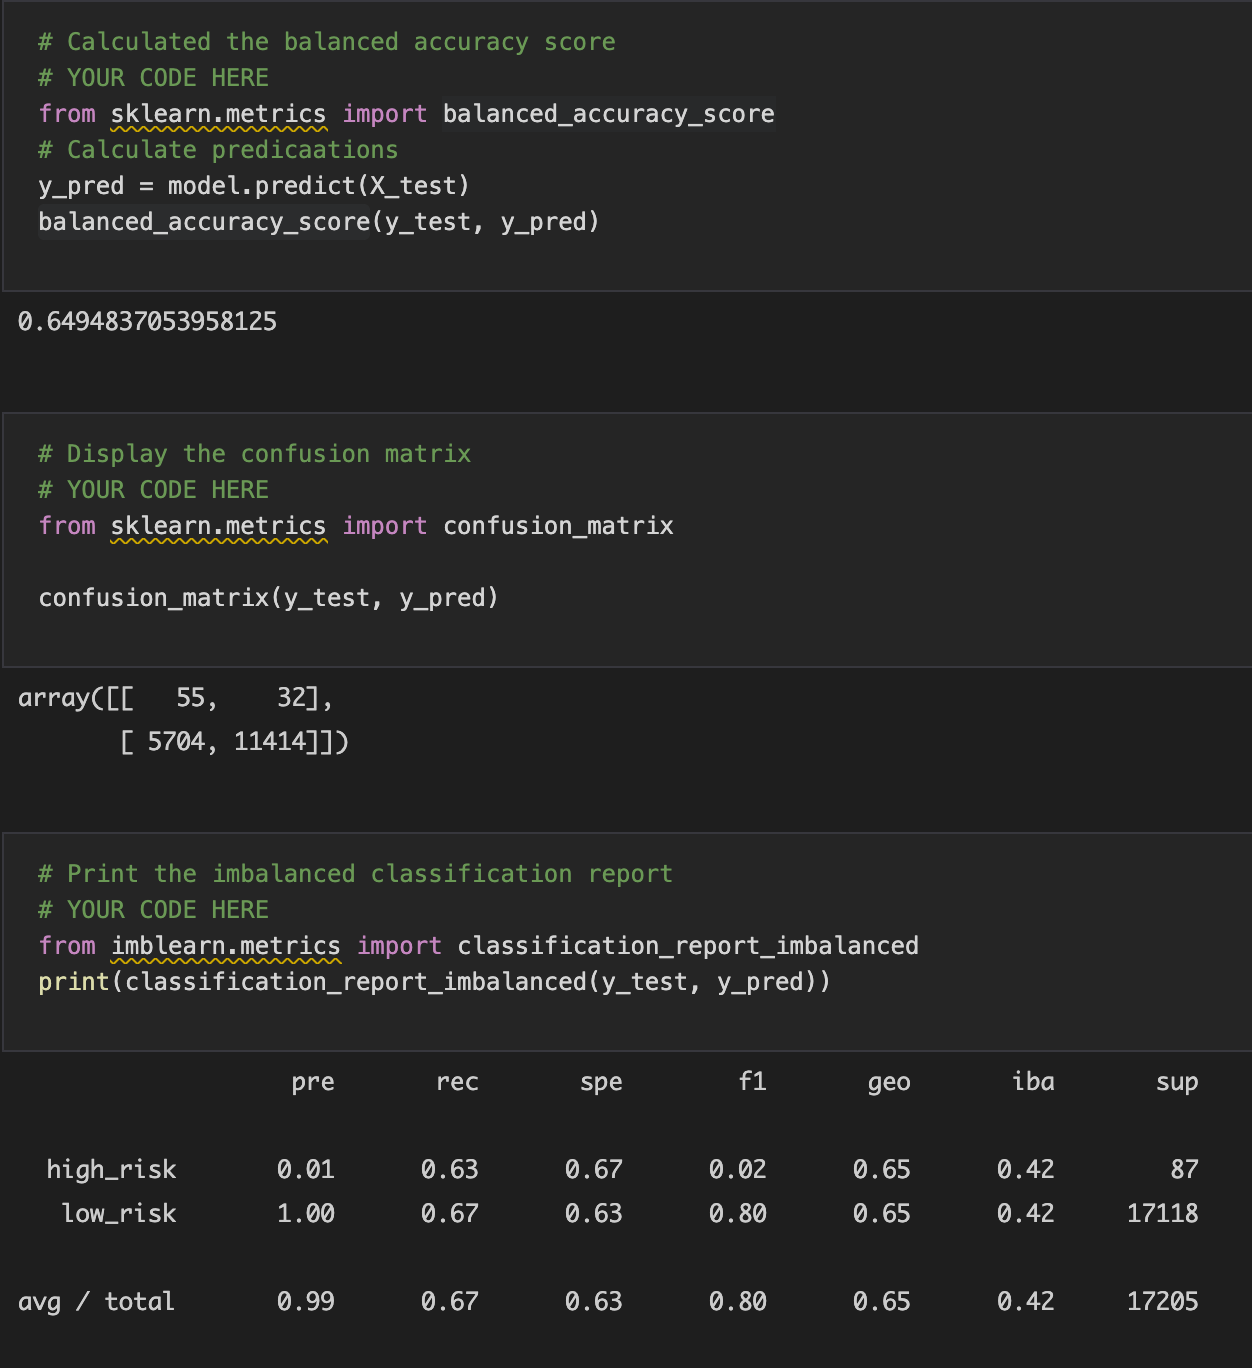 # Calculated the balanced accuracy score
# YOUR CODE HERE
from sklearn.metrics import balanced_accuracy_score
# Calculate predicaations
y_pred = model.predict(X_test)
balanced_accuracy_score(y_test, y_pred)
0.6494837053958125
# Display the confusion matrix
# YOUR CODE HERE
from sklearn.metrics import confusion_matrix
confusion_matrix(y_test, y_pred)
array([[   55,    32],
       [ 5704, 11414]])
# Print the imbalanced classification report
# YOUR CODE HERE
from imblearn.metrics import classification_report_imbalanced
print(classification_report_imbalanced(y_test, y_pred))
                   pre       rec       spe        f1       geo       iba       sup
  high_risk       0.01      0.63      0.67      0.02      0.65      0.42        87
   low_risk       1.00      0.67      0.63      0.80      0.65      0.42     17118
avg / total       0.99      0.67      0.63      0.80      0.65      0.42     17205